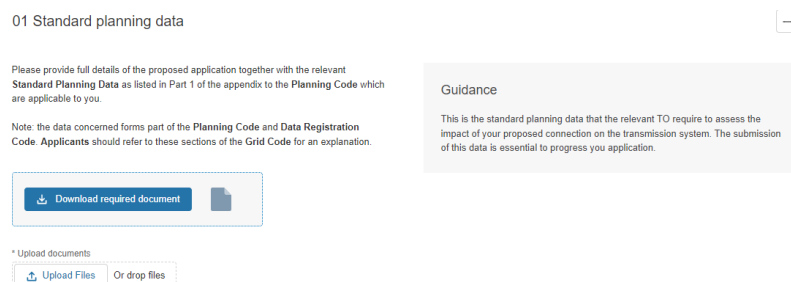 01 Standard planning data
Please provide full details of the proposed application together with the relevant
Standard Planning Data as listed in Part 1 of the appendix to the Planning Code which
are applicable to you.
Note: the data concerned forms part of the Planning Code and Data Registration
Code. Applicants should refer to these sections of the Grid Code for an explanation.
Guidance
This is the standard planning data that the relevant TO require to assess the
impact of your proposed connection on the transmission system. The submission
of this data is essential to progress you application.
Download required document
* Upload documents
Upload Files Or drop files